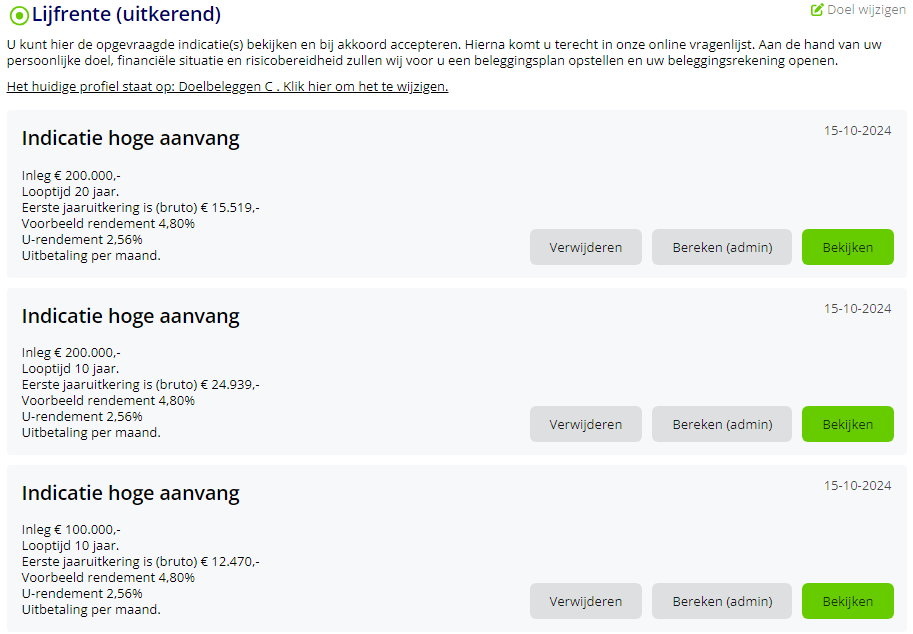 Lijfrente (uitkerend)
Doel wijzigen
U kunt hier de opgevraagde indicatie(s) bekijken en bij akkoord accepteren. Hierna komt u terecht in onze online vragenlijst. Aan de hand van uw
persoonlijke doel, financiële situatie en risicobereidheid zullen wij voor u een beleggingsplan opstellen en uw beleggingsrekening openen.
Het huidige profiel staat op: Doelbeleggen C . Klik hier om het te wijzigen.
Indicatie hoge aanvang
15-10-2024
Inleg € 200.000,-
Looptijd 20 jaar.
Eerste jaaruitkering is (bruto) € 15.519,-
Voorbeeld rendement 4,80%
U-rendement 2,56%
Uitbetaling per maand.
Verwijderen
Bereken (admin)
Bekijken
Indicatie hoge aanvang
15-10-2024
Inleg € 200.000,-
Looptijd 10 jaar.
Eerste jaaruitkering is (bruto) € 24.939,-
Voorbeeld rendement 4,80%
U-rendement 2,56%
Uitbetaling per maand.
Verwijderen
Bereken (admin)
Bekijken
Indicatie hoge aanvang
15-10-2024
Inleg € 100.000,-
Looptijd 10 jaar.
Eerste jaaruitkering is (bruto) € 12.470,-
Voorbeeld rendement 4,80%
U-rendement 2,56%
Uitbetaling per maand.
Verwijderen
Bereken (admin)
Bekijken